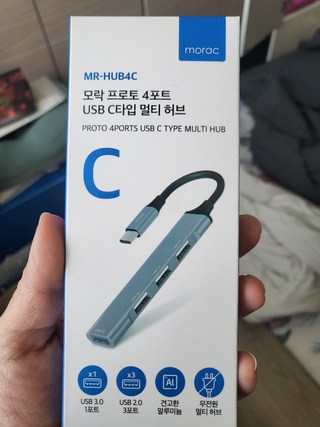 morac
MR-HUB4C
모락 프로토 4포트
USB C타입 멀티 허브
PROTO 4PORTS USB C TYPE MULTI HUB
C
x1
USB 3.0
1포트
x3
USB 2.0
3포트
Al
견고한
알루미늄
무전원
멀티 허브